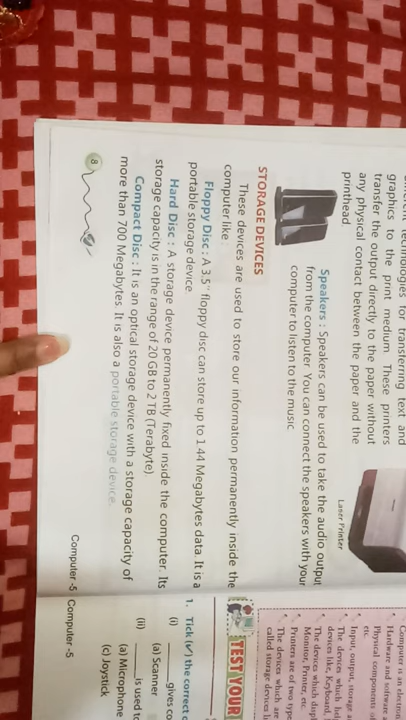 technologies for transferring text and
graphics to the print medium. These printers
transfer the output directly to the paper without
any physical contact between the paper and the
printhead.
Laser Printer
Speakers : Speakers can be used to take the audio output
from the computer. You can connect the speakers with your
computer to listen to the music.
STORAGE DEVICES
These devices are used to store our information permanently inside the
computer like
Floppy Disc : A 3.5" floppy disc can store up to 1.44 Megabytes data. It is a
portable storage device
Hard Disc : A storage device permanently fixed inside the computer. Its
storage capacity is in the range of 20 GB to 2 TB (Terabyte)
Compact Disc : It is an optical storage device with a storage capacity of
more than 700 Megabytes. It is also a portable storage device.
8
Computer -5
Computer is an
Hardware and software
Physical components
etc.
Input, output, storage
The devices which
devices like, Keyboard,
The devices which
Monitor, Printer, etc.
Printers are of two
The devices which are
called storage devices
TEST YOUR
1. Tick (✓) the correct
(i) gives
(a) Scanner
(ii) is used
(a) Microphone
(c) Joystick
Computer -5